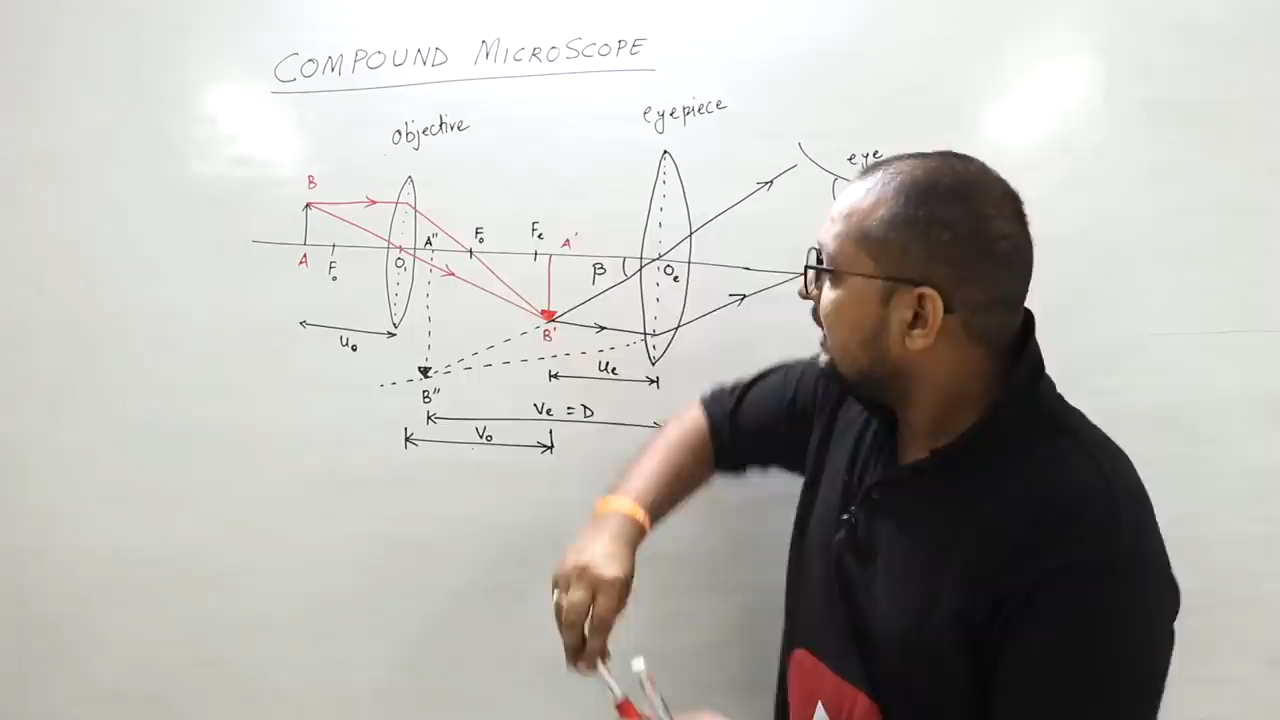 COMPOUND MICROSCOPE
objective
eyepiece
eye
B
A
F₀
O
A"
F₀
Fₑ
A'
β
Oₑ
B'
u₀
uₑ
B"
Vₑ = D
V₀